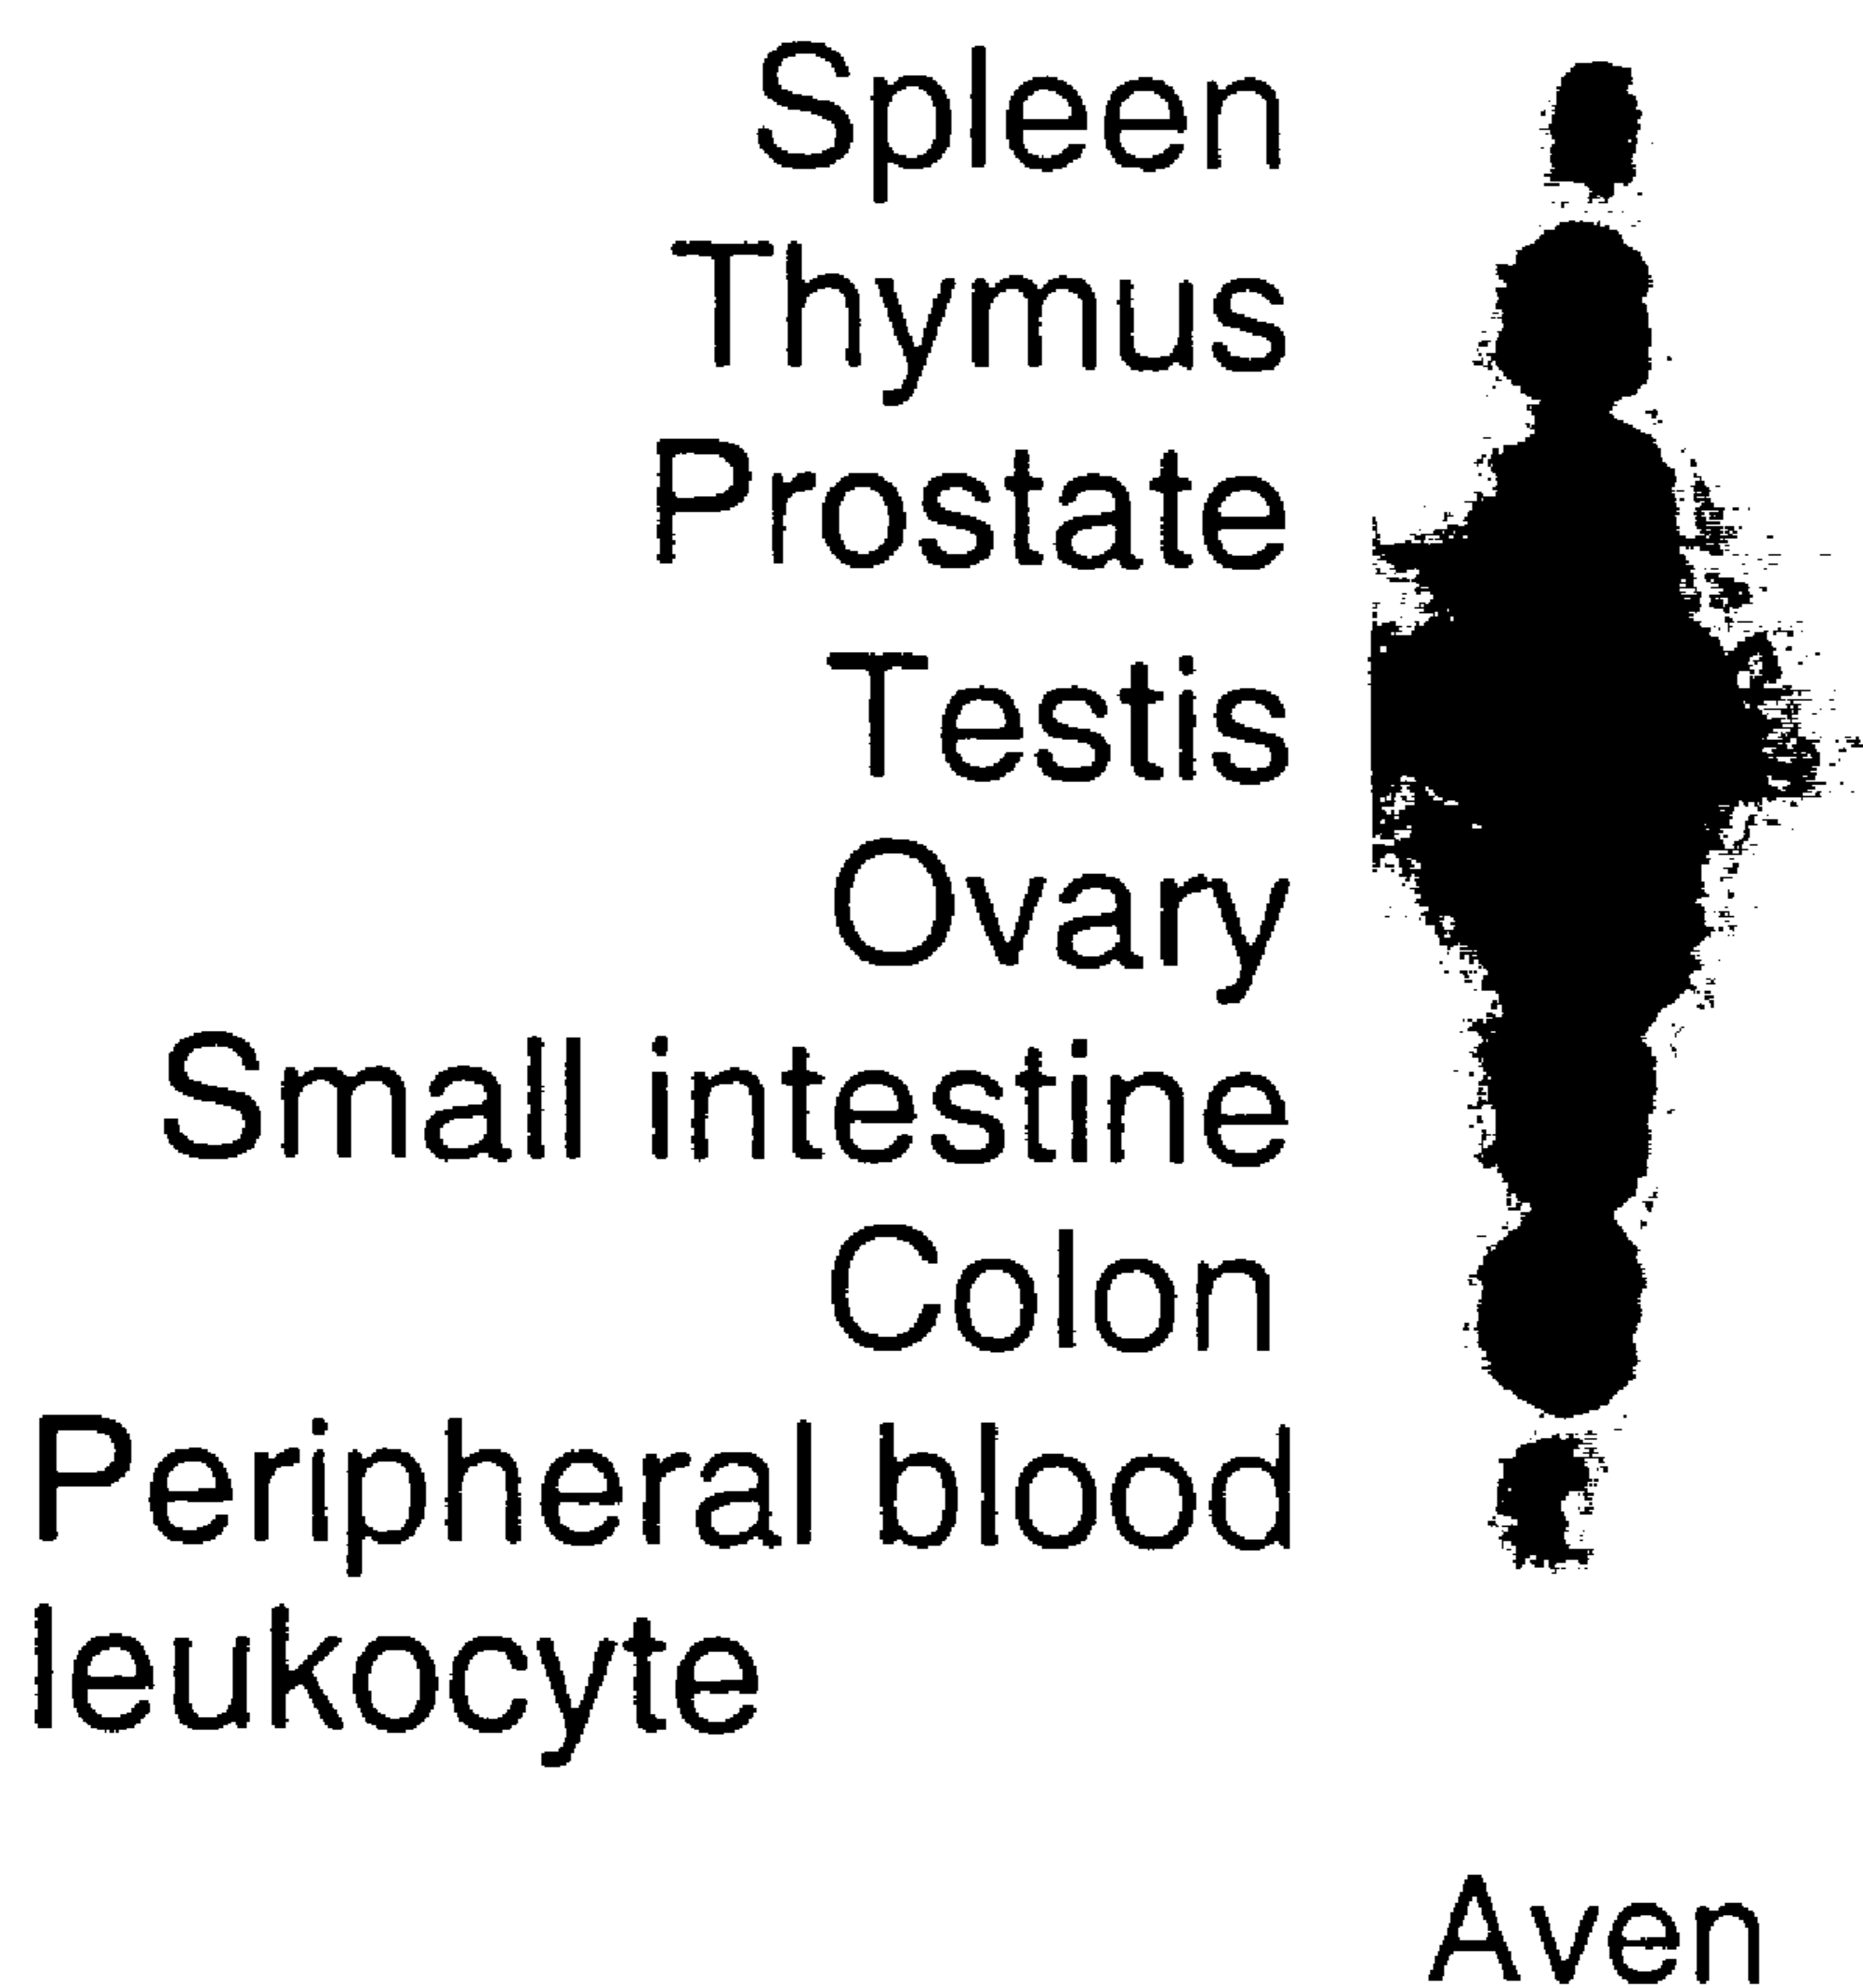 Spleen
Thymus
Prostate
Testis
Ovary
Small intestine
Colon
Peripheral blood
leukocyte
Aven